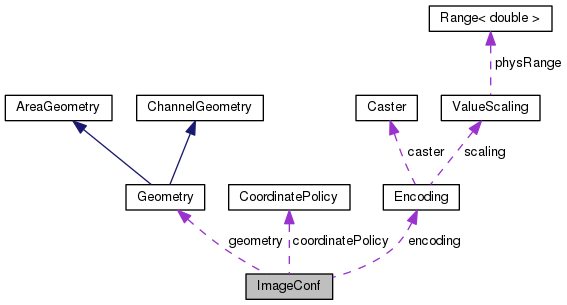 Range< double >
physRange
AreaGeometry
ChannelGeometry
Caster
ValueScaling
caster
scaling
Geometry
CoordinatePolicy
Encoding
geometry
coordinatePolicy
encoding
ImageConf